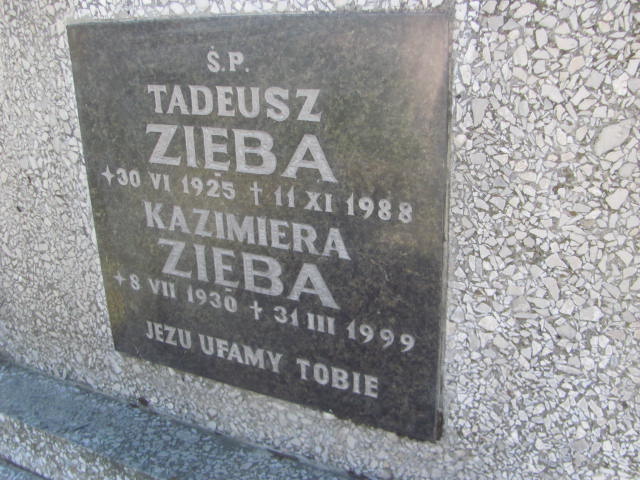 Ś.P.
TADEUSZ
ZIĘBA
+30 VI 1925 † 11 XI 1988
KAZIMIERA
ZIĘBA
+8 VII 1930 + 31 III 1999
JEZU UFAMY TOBIE